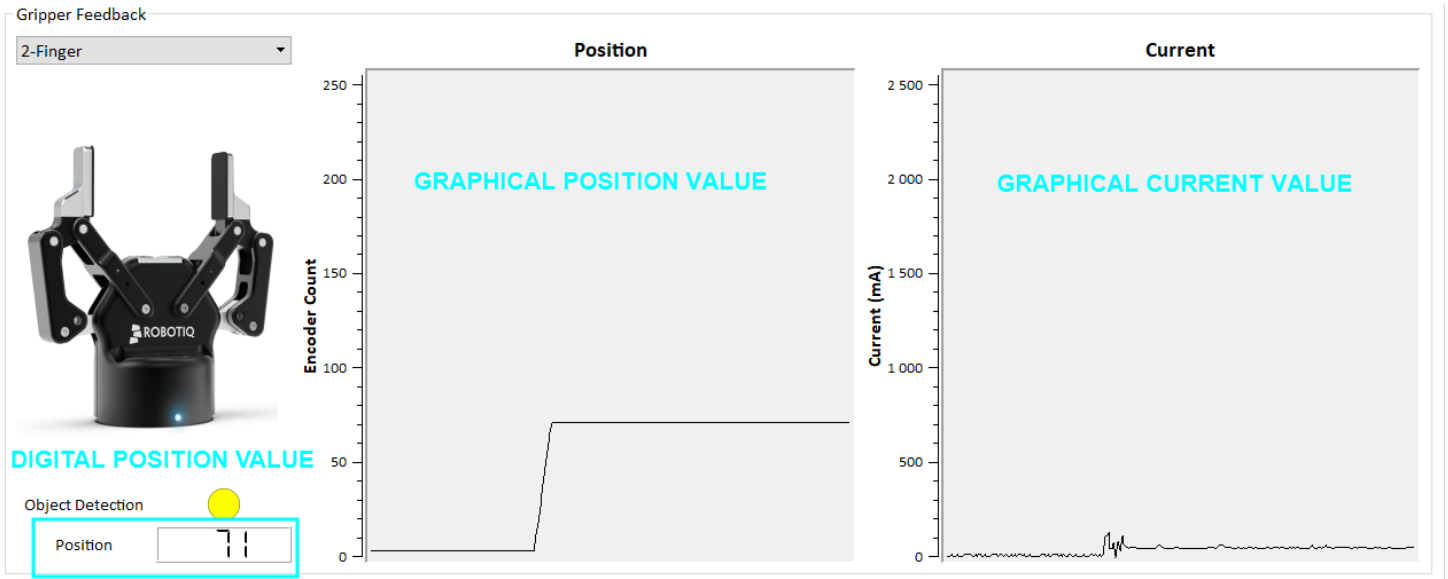 Gripper Feedback
2-Finger
ROBOTIQ
DIGITAL POSITION VALUE
Object Detection
Position
71
Position
Encoder Count
250
200
150
100
50
0
GRAPHICAL POSITION VALUE
Current
Current (mA)
2 500
2 000
1 500
1 000
500
0
GRAPHICAL CURRENT VALUE